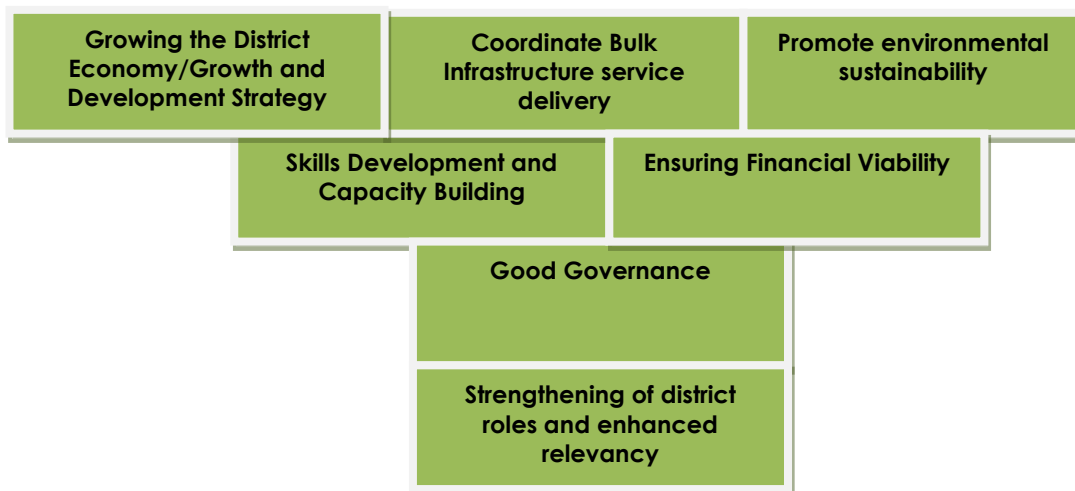 Growing the District
Economy/Growth and
Development Strategy
Coordinate Bulk
Infrastructure service
delivery
Promote environmental
sustainability
Skills Development and
Capacity Building
Ensuring Financial Viability
Good Governance
Strengthening of district
roles and enhanced
relevancy